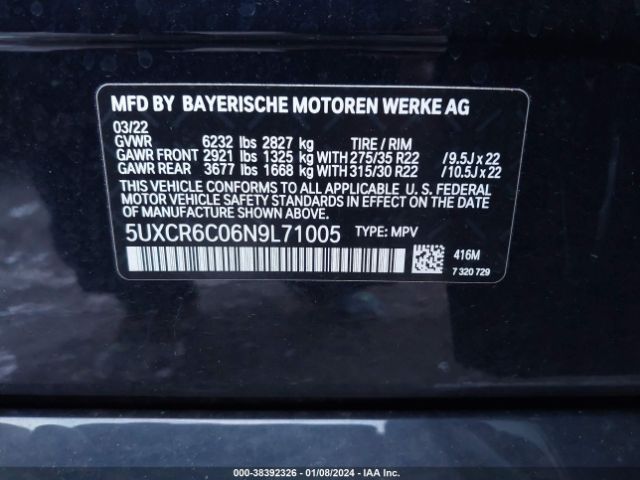 MFD BY BAYERISCHE MOTOREN WERKE AG
03/22
GVWR 6232 lbs 2827 kg TIRE / RIM
GAWR FRONT 2921 lbs 1325 kg WITH 275/35 R22 / 9.5J x 22
GAWR REAR 3677 lbs 1668 kg WITH 315/30 R22 / 10.5J x 22
THIS VEHICLE CONFORMS TO ALL APPLICABLE U. S. FEDERAL
MOTOR VEHICLE SAFETY STANDARDS IN EFFECT ON THE DATE OF MANUFACTURE SHOWN ABOVE.
5UXCR6C06N9L71005 TYPE: MPV
416M
7 320 729
000-38392326 - 01/08/2024 - IAA Inc.